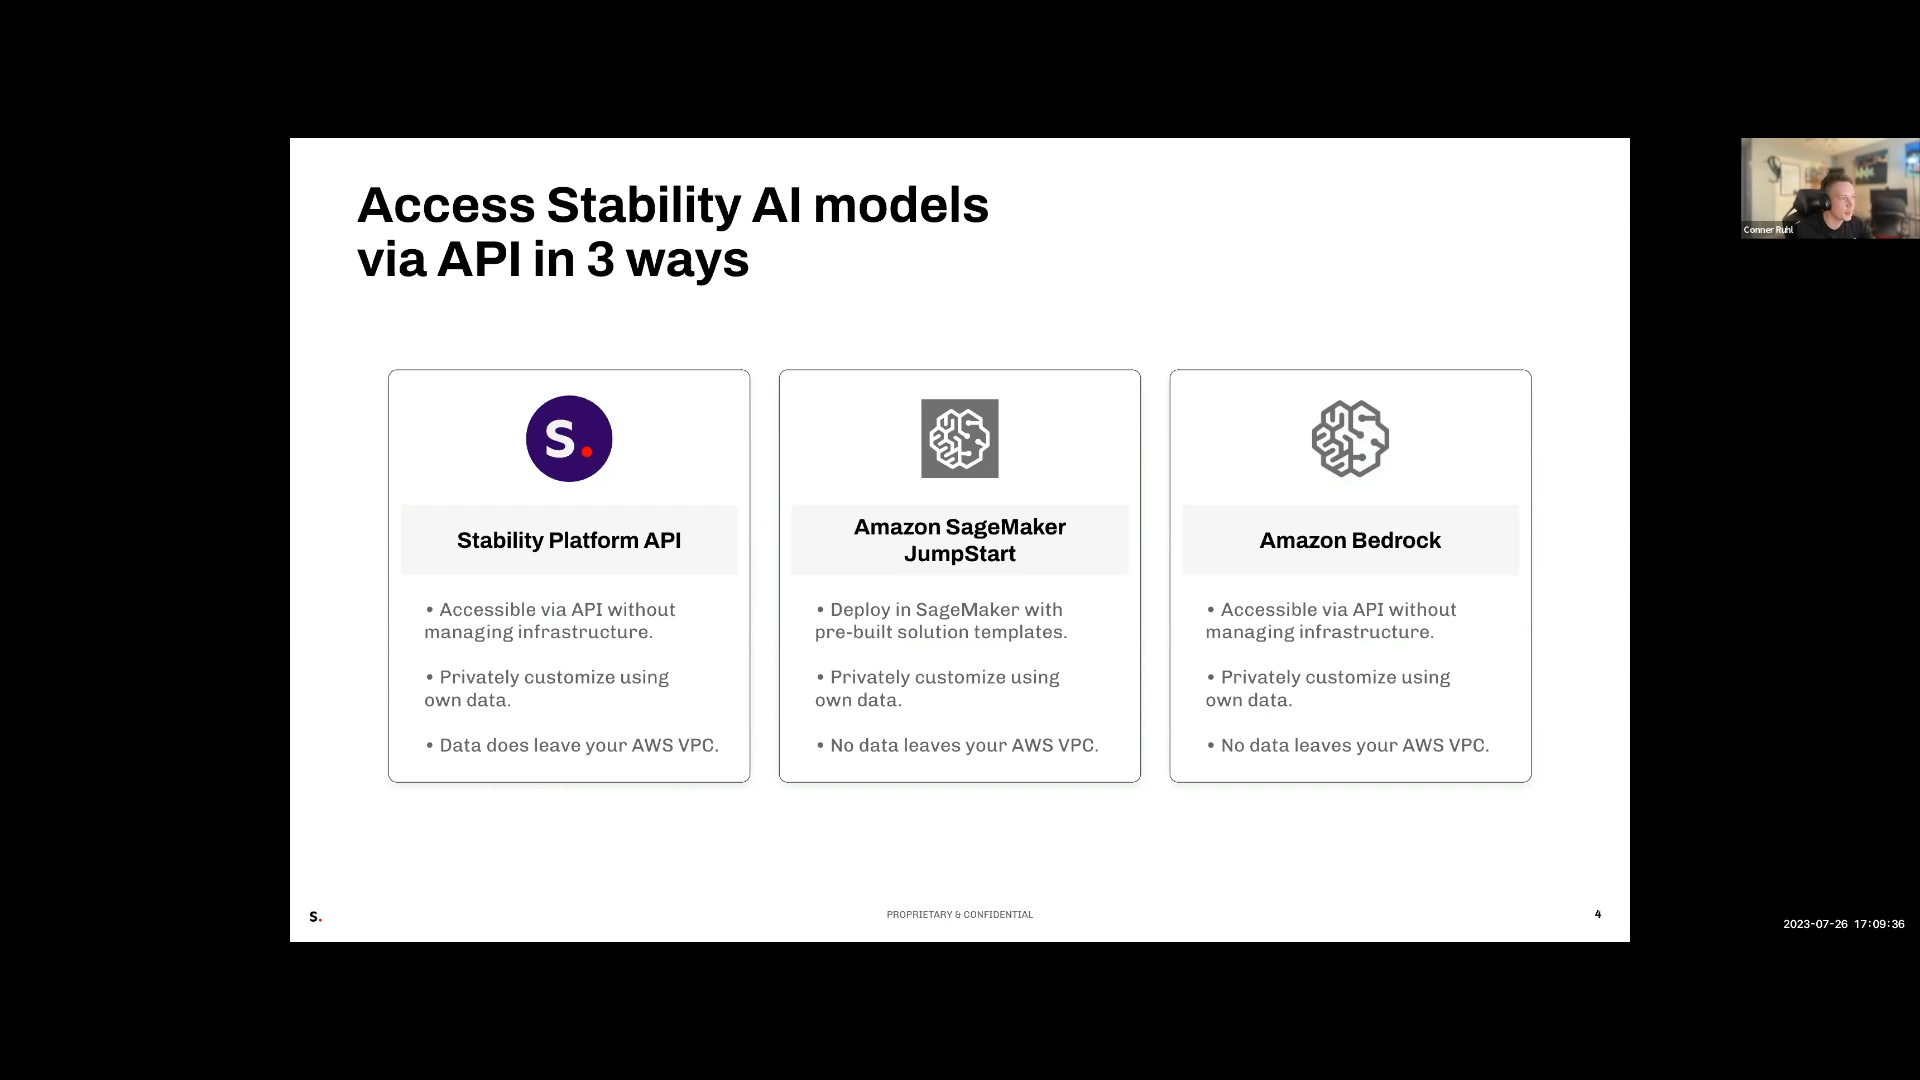 Access Stability AI models
via API in 3 ways
Conner Ruhl
S.
Stability Platform API
• Accessible via API without
managing infrastructure.
• Privately customize using
own data.
• Data does leave your AWS VPC.
Amazon SageMaker
JumpStart
• Deploy in SageMaker with
pre-built solution templates.
• Privately customize using
own data.
• No data leaves your AWS VPC.
Amazon Bedrock
• Accessible via API without
managing infrastructure.
• Privately customize using
own data.
• No data leaves your AWS VPC.
s.
PROPRIETARY & CONFIDENTIAL
4
2023-07-26 17:09:36